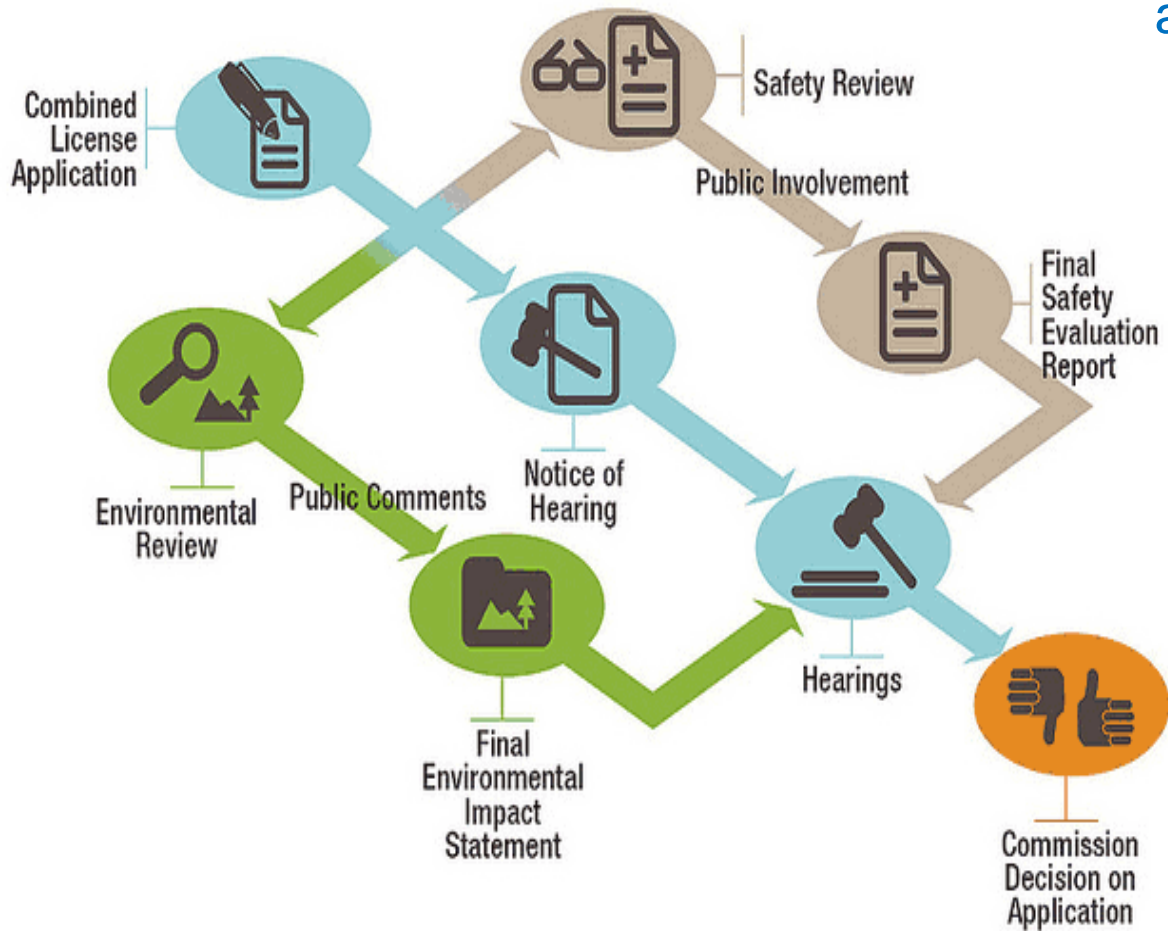 a
Combined
License
Application
Safety Review
Public Involvement
Final
Safety
Evaluation
Report
Environmental
Review
Public Comments
Notice of
Hearing
Hearings
Final
Environmental
Impact
Statement
Commission
Decision on
Application